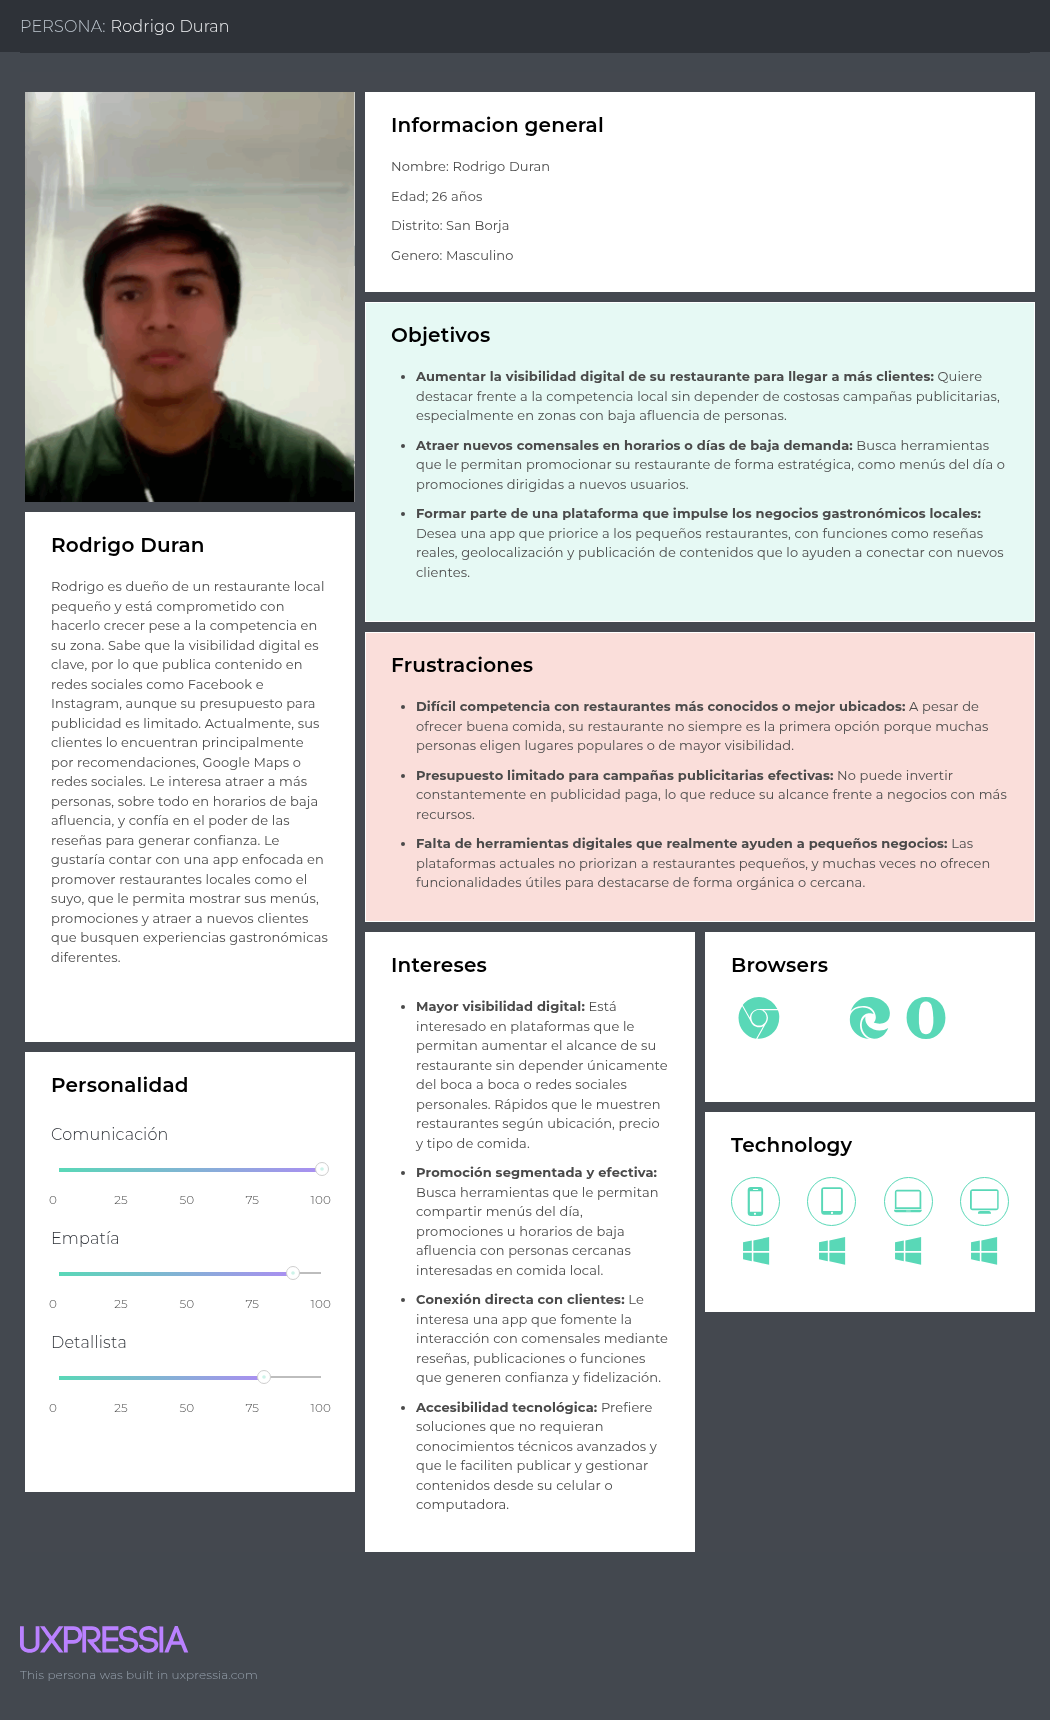 PERSONA: Rodrigo Duran
Informacion general
Nombre: Rodrigo Duran
Edad; 26 años
Distrito: San Borja
Genero: Masculino
Objetivos
• Aumentar la visibilidad digital de su restaurante para llegar a más clientes: Quiere
destacar frente a la competencia local sin depender de costosas campañas publicitarias,
especialmente en zonas con baja afluencia de personas.
• Atraer nuevos comensales en horarios o días de baja demanda: Busca herramientas
que le permitan promocionar su restaurante de forma estratégica, como menús del día o
promociones dirigidas a nuevos usuarios.
• Formar parte de una plataforma que impulse los negocios gastronómicos locales:
Desea una app que priorice a los pequeños restaurantes, con funciones como reseñas
reales, geolocalización y publicación de contenidos que lo ayuden a conectar con nuevos
clientes.
Rodrigo Duran
Rodrigo es dueño de un restaurante local
pequeño y está comprometido con
hacerlo crecer pese a la competencia en
su zona. Sabe que la visibilidad digital es
clave, por lo que publica contenido en
redes sociales como Facebook e
Instagram, aunque su presupuesto para
publicidad es limitado. Actualmente, sus
clientes lo encuentran principalmente
por recomendaciones, Google Maps o
redes sociales. Le interesa atraer a más
personas, sobre todo en horarios de baja
afluencia, y confía en el poder de las
reseñas para generar confianza. Le
gustaría contar con una app enfocada en
promover restaurantes locales como el
suyo, que le permita mostrar sus menús,
promociones y atraer a nuevos clientes
que busquen experiencias gastronómicas
diferentes.
Frustraciones
• Difícil competencia con restaurantes más conocidos o mejor ubicados: A pesar de
ofrecer buena comida, su restaurante no siempre es la primera opción porque muchas
personas eligen lugares populares o de mayor visibilidad.
• Presupuesto limitado para campañas publicitarias efectivas: No puede invertir
constantemente en publicidad paga, lo que reduce su alcance frente a negocios con más
recursos.
• Falta de herramientas digitales que realmente ayuden a pequeños negocios: Las
plataformas actuales no priorizan a restaurantes pequeños, y muchas veces no ofrecen
funcionalidades útiles para destacarse de forma orgánica o cercana.
Personalidad
Comunicación
0 25 50 75 100
Empatía
0 25 50 75 100
Detallista
0 25 50 75 100
Intereses
• Mayor visibilidad digital: Está
interesado en plataformas que le
permitan aumentar el alcance de su
restaurante sin depender únicamente
del boca a boca o redes sociales
personales. Rápidos que le muestren
restaurantes según ubicación, precio
y tipo de comida.
• Promoción segmentada y efectiva:
Busca herramientas que le permitan
compartir menús del día,
promociones u horarios de baja
afluencia con personas cercanas
interesadas en comida local.
• Conexión directa con clientes: Le
interesa una app que fomente la
interacción con comensales mediante
reseñas, publicaciones o funciones
que generen confianza y fidelización.
• Accesibilidad tecnológica: Prefiere
soluciones que no requieran
conocimientos técnicos avanzados y
que le faciliten publicar y gestionar
contenidos desde su celular o
computadora.
Browsers
Technology
UXPRESSIA
This persona was built in uxpressia.com